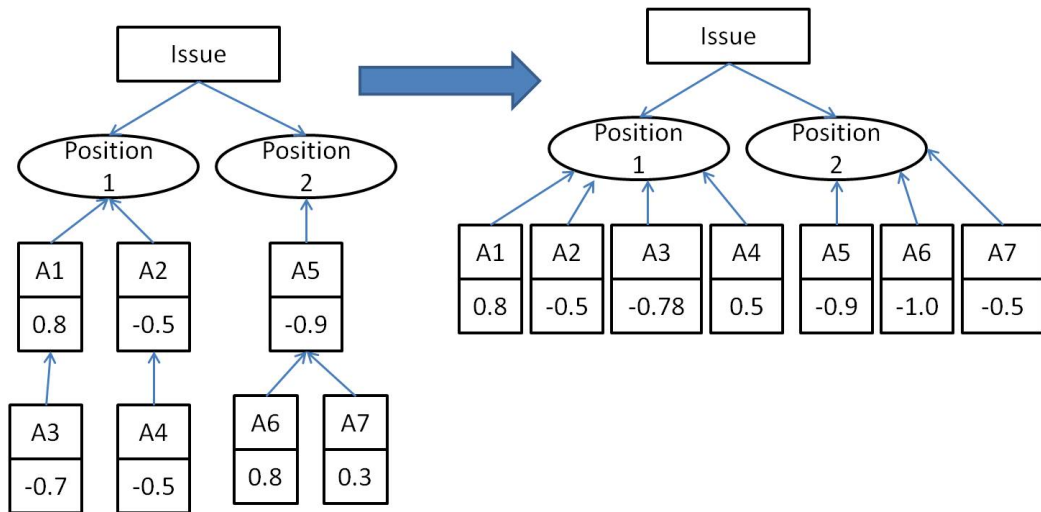 Issue
Position
1
Position
2
A1
0.8
A2
-0.5
A5
-0.9
A3
-0.7
A4
-0.5
A6
0.8
A7
0.3
Issue
Position
1
Position
2
A1
0.8
A2
-0.5
A3
-0.78
A4
0.5
A5
-0.9
A6
-1.0
A7
-0.5